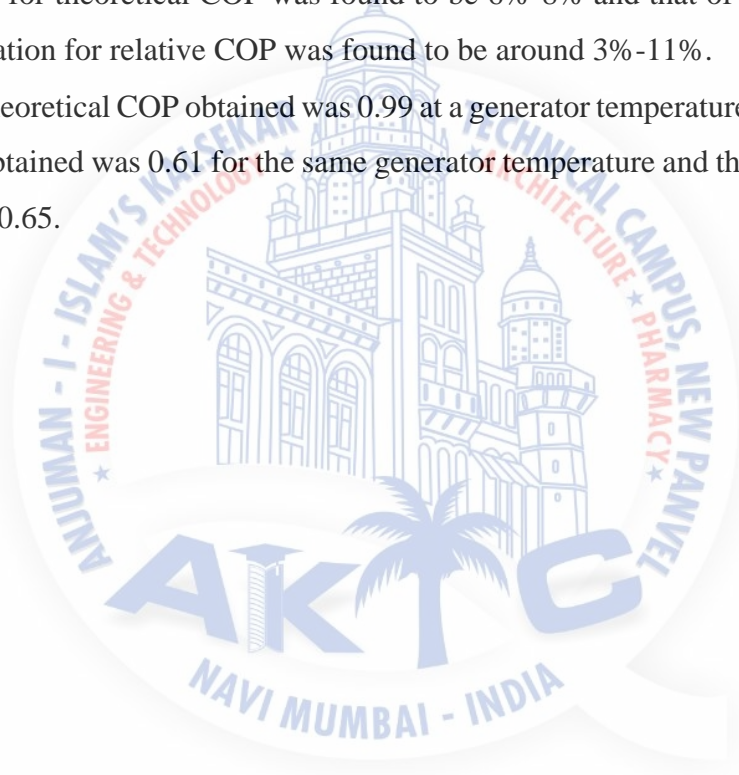 for theoretical COP was found to be 6%-8% and that of
ation for relative COP was found to be around 3%-11%.
eoretical COP obtained was 0.99 at a generator temperature
btained was 0.61 for the same generator temperature and th
0.65.
ANJUMAN - I - ISLAM'S KALSEKAR TECHNICAL CAMPUS, NEW PANVEL
★ ENGINEERING & TECHNOLOGY ★ ★ ARCHITECTURE ★ PHARMACY ★
AKTC
NAVI MUMBAI - INDIA